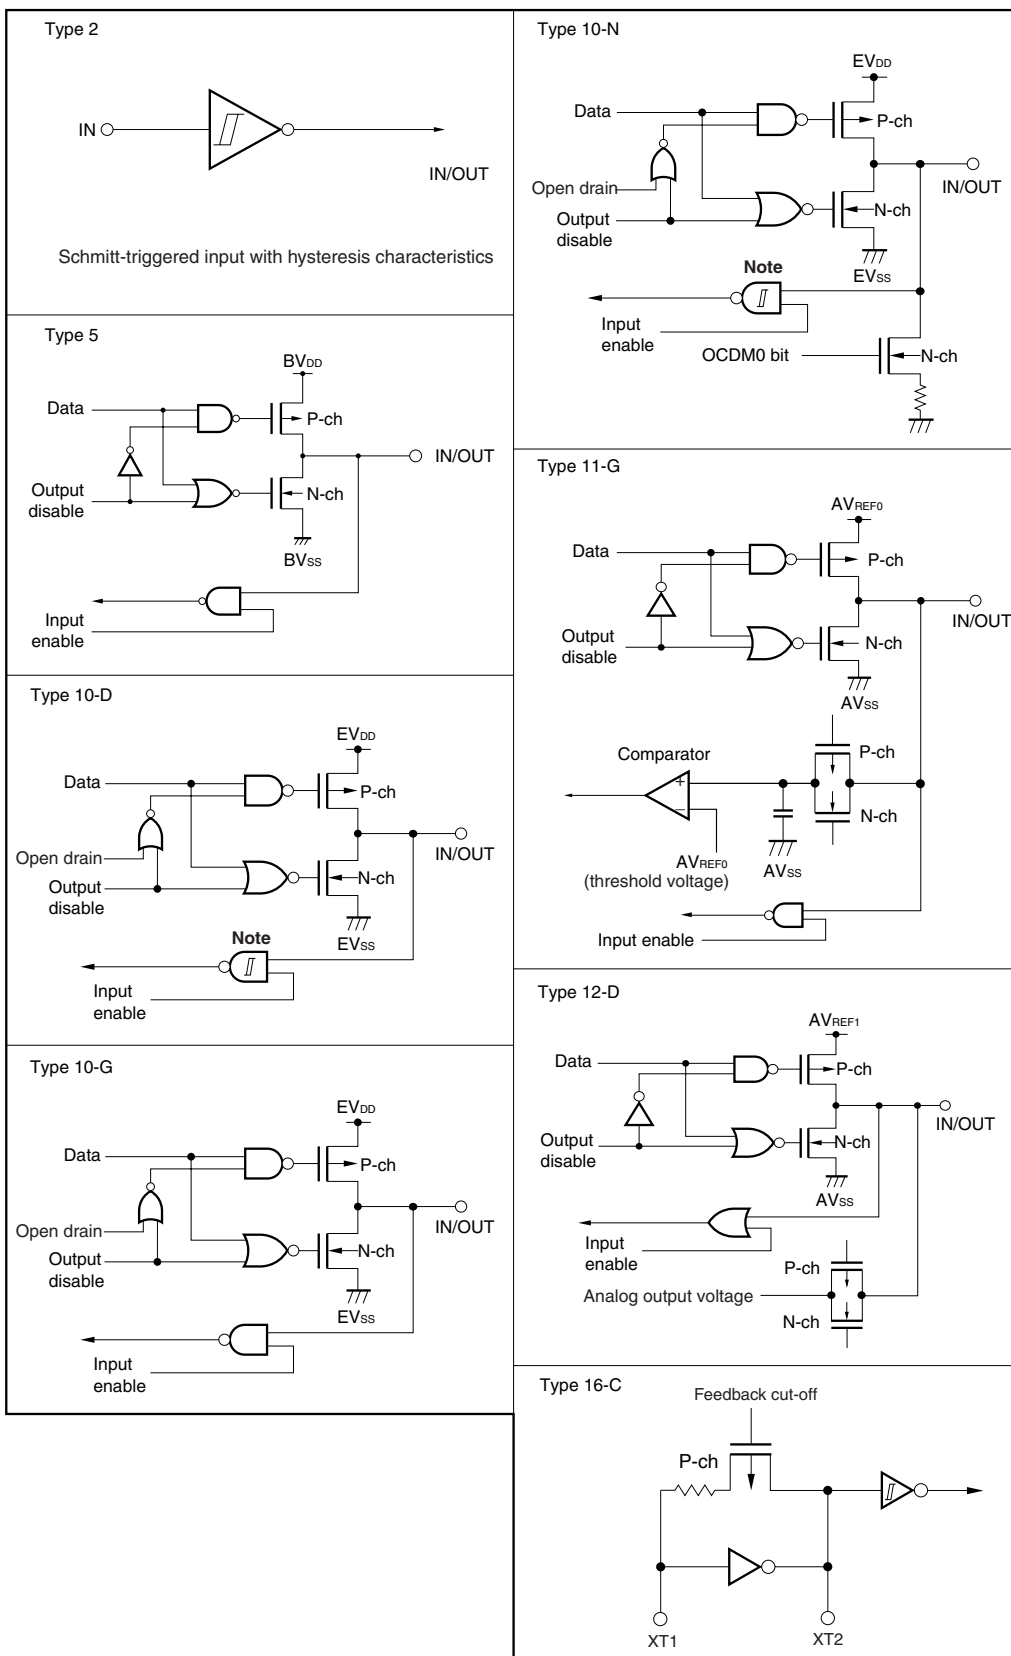 Type 2
IN
IN/OUT
Schmitt-triggered input with hysteresis characteristics
Type 5
BVDD
Data
P-ch
IN/OUT
Output
disable
N-ch
BVSS
Input
enable
Type 10-D
EVDD
Data
P-ch
IN/OUT
Open drain
Output
disable
N-ch
EVSS
Note
Input
enable
Type 10-G
EVDD
Data
P-ch
IN/OUT
Open drain
Output
disable
N-ch
EVSS
Input
enable
Type 10-N
EVDD
Data
P-ch
IN/OUT
Open drain
Output
disable
N-ch
EVSS
Note
Input
enable
OCDM0 bit
N-ch
Type 11-G
AVREF0
Data
P-ch
IN/OUT
Output
disable
N-ch
AVSS
P-ch
Comparator
+
–
N-ch
AVREF0
(threshold voltage)
AVSS
Input enable
Type 12-D
AVREF1
Data
P-ch
IN/OUT
Output
disable
N-ch
AVSS
Input
enable
P-ch
Analog output voltage
N-ch
Type 16-C
Feedback cut-off
P-ch
XT1
XT2